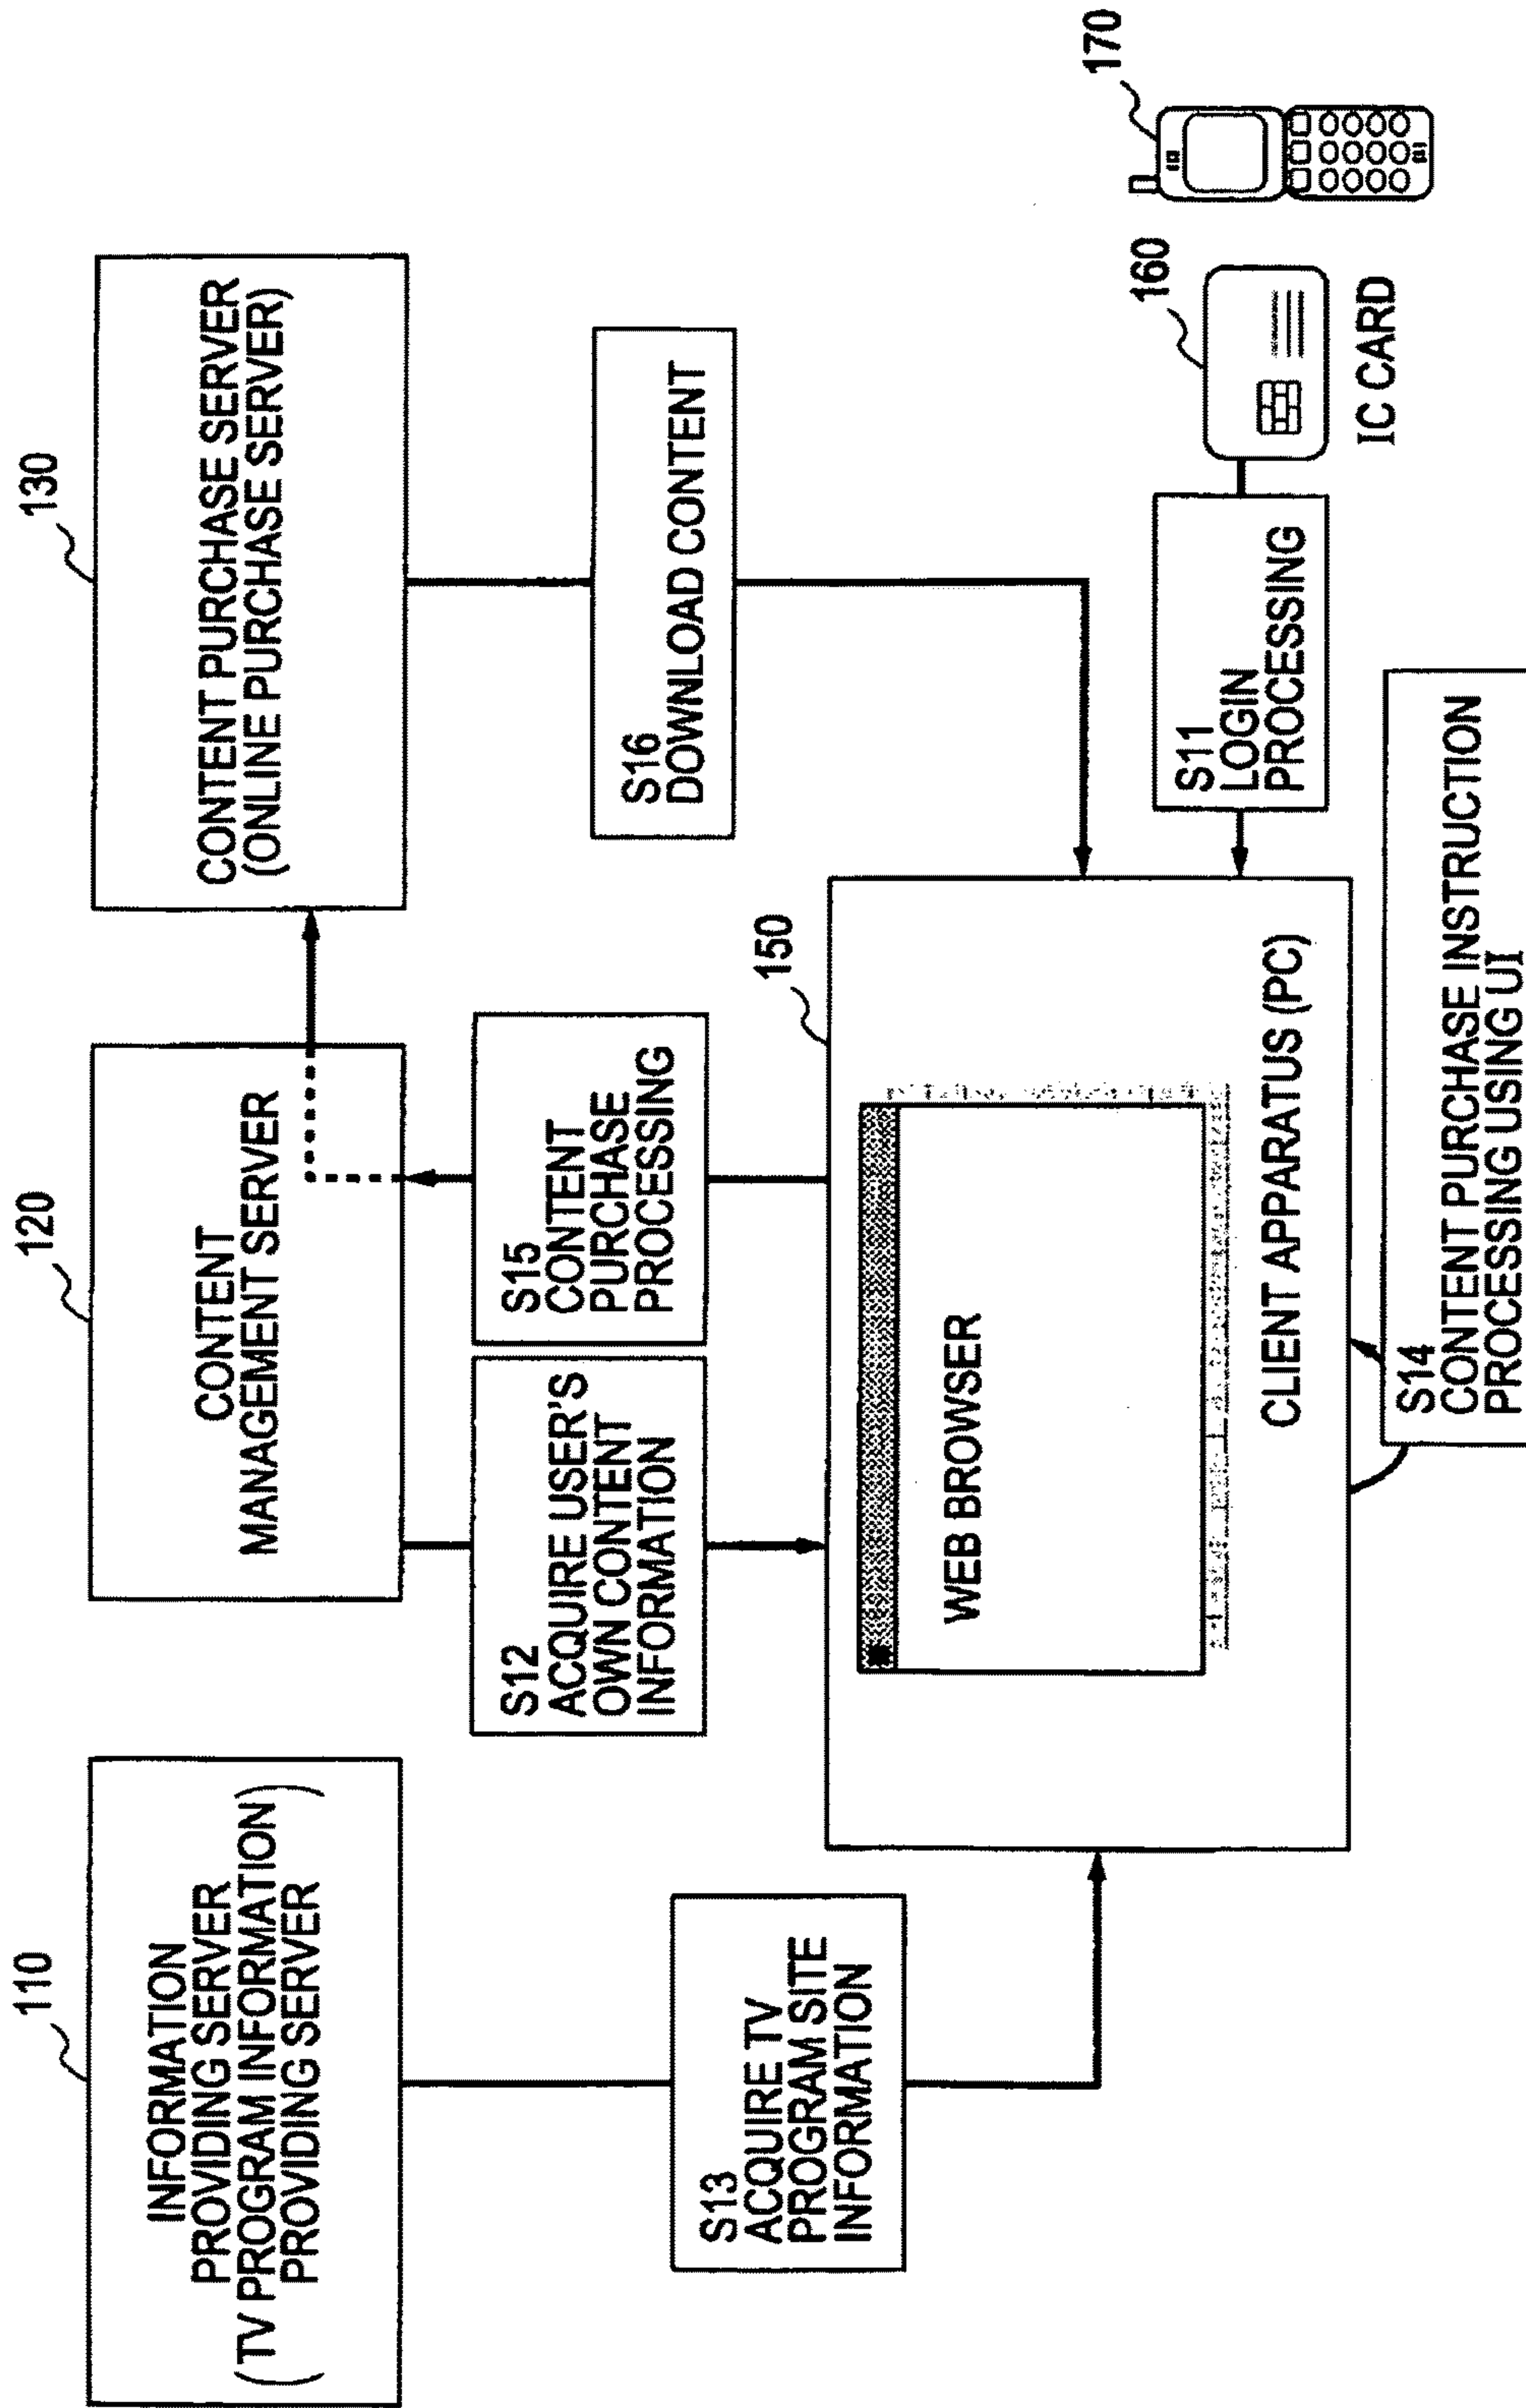 110
INFORMATION
PROVIDING SERVER
(TV PROGRAM INFORMATION)
PROVIDING SERVER
120
CONTENT
MANAGEMENT SERVER
130
CONTENT PURCHASE SERVER
(ONLINE PURCHASE SERVER)
S13
ACQUIRE TV
PROGRAM SITE
INFORMATION
S12
ACQUIRE USER'S
OWN CONTENT
INFORMATION
S15
CONTENT
PURCHASE
PROCESSING
S16
DOWNLOAD CONTENT
150
WEB BROWSER
CLIENT APPARATUS (PC)
S11
LOGIN
PROCESSING
160
IC CARD
170
S14
CONTENT PURCHASE INSTRUCTION
PROCESSING USING UI